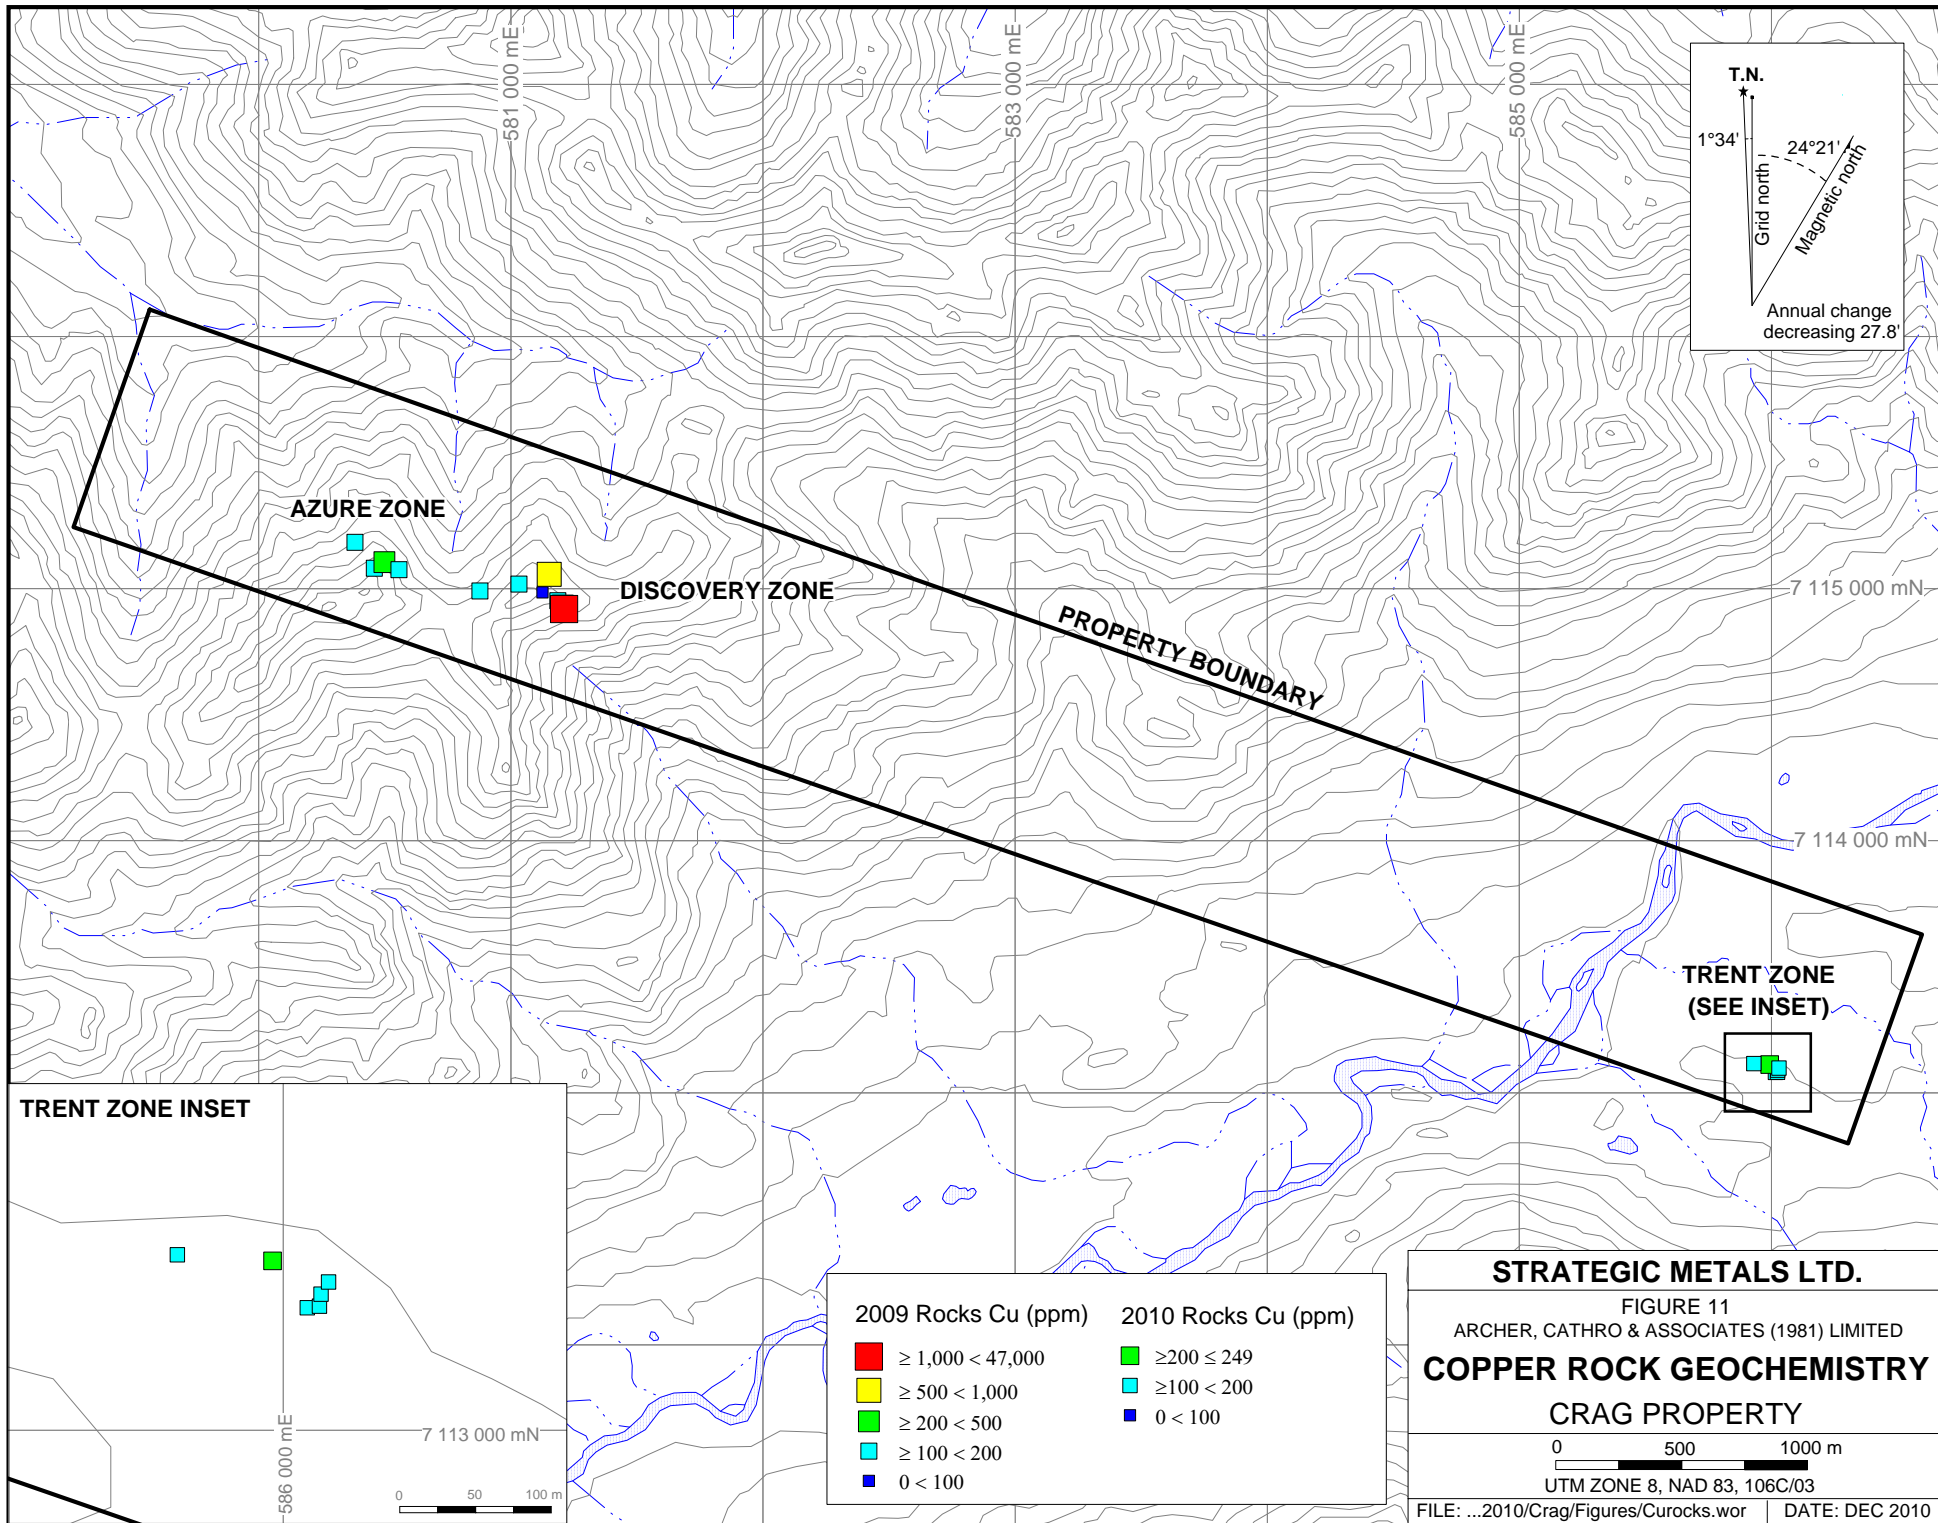 581 000 mE
583 000 mE
585 000 mE
T.N.
1°34'
24°21'
Grid north
Magnetic north
Annual change
decreasing 27.8'
AZURE ZONE
DISCOVERY ZONE
7 115 000 mN
PROPERTY BOUNDARY
7 114 000 mN
TRENT ZONE
(SEE INSET)
TRENT ZONE INSET
586 000 mE
7 113 000 mN
0 50 100 m
2009 Rocks Cu (ppm)
≥ 1,000 < 47,000
≥ 500 < 1,000
≥ 200 < 500
≥ 100 < 200
0 < 100
2010 Rocks Cu (ppm)
≥200 ≤ 249
≥100 < 200
0 < 100
STRATEGIC METALS LTD.
FIGURE 11
ARCHER, CATHRO & ASSOCIATES (1981) LIMITED
COPPER ROCK GEOCHEMISTRY
CRAG PROPERTY
0 500 1000 m
UTM ZONE 8, NAD 83, 106C/03
FILE: ...2010/Crag/Figures/Curocks.wor
DATE: DEC 2010